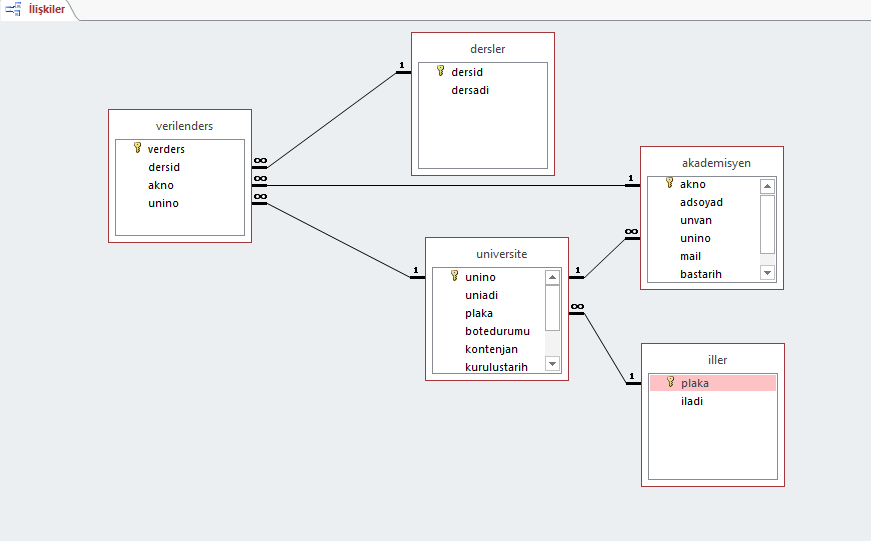 İlişkiler
dersler
dersid
dersadi
verilenders
verders
dersid
akno
unino
akademisyen
akno
adsoyad
unvan
unino
mail
bastarih
universite
unino
uniadi
plaka
botedurumu
kontenjan
kurulustarih
iller
plaka
iladi
1
∞
∞
∞
1
1
1
∞
∞
1